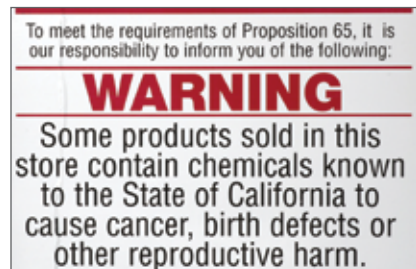 To meet the requirements of Proposition 65, it is
our responsibility to inform you of the following:
WARNING
Some products sold in this
store contain chemicals known
to the State of California to
cause cancer, birth defects or
other reproductive harm.